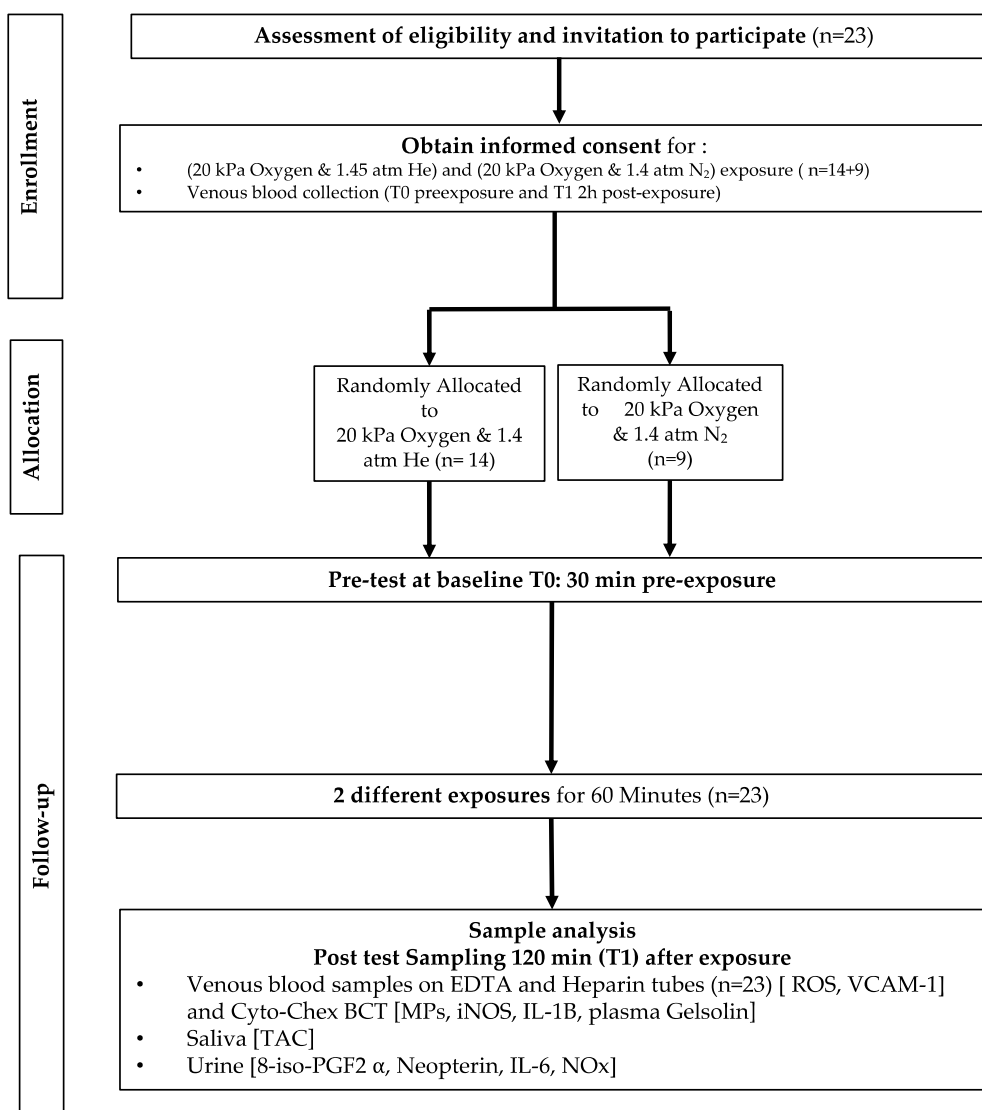 Enrollment
Assessment of eligibility and invitation to participate (n=23)
Obtain informed consent for :
• (20 kPa Oxygen & 1.45 atm He) and (20 kPa Oxygen & 1.4 atm N₂) exposure ( n=14+9)
• Venous blood collection (T0 preexposure and T1 2h post-exposure)
Allocation
Randomly Allocated
to
20 kPa Oxygen & 1.4
atm He (n= 14)
Randomly Allocated
to 20 kPa Oxygen
& 1.4 atm N₂
(n=9)
Follow-up
Pre-test at baseline T0: 30 min pre-exposure
2 different exposures for 60 Minutes (n=23)
Sample analysis
Post test Sampling 120 min (T1) after exposure
• Venous blood samples on EDTA and Heparin tubes (n=23) [ ROS, VCAM-1]
and Cyto-Chex BCT [MPs, iNOS, IL-1B, plasma Gelsolin]
• Saliva [TAC]
• Urine [8-iso-PGF2 α, Neopterin, IL-6, NOx]